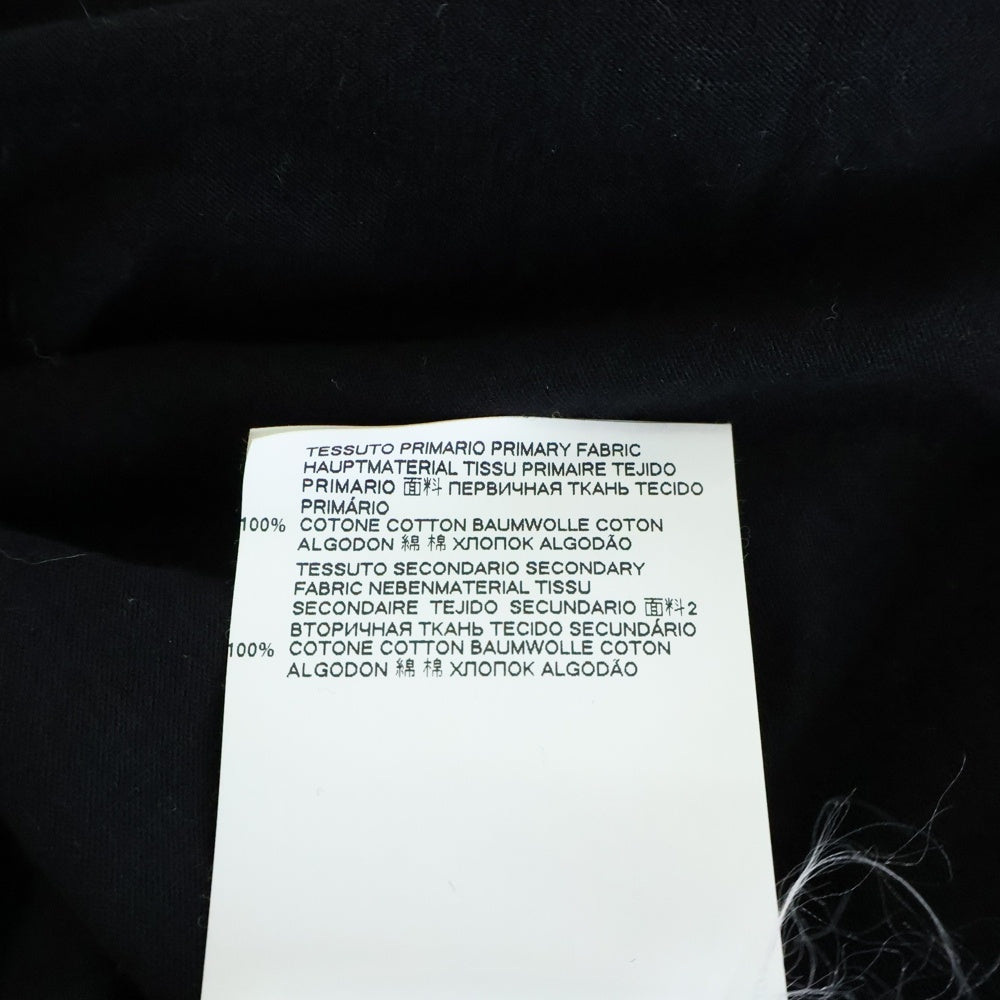 TESSUTO PRIMARIO PRIMARY FABRIC
HAUPTMATERIAL TISSU PRIMAIRE TEJIDO
PRIMARIO 面料 ПЕРВИЧНАЯ ТКАНЬ TECIDO
PRIMÁRIO
100% COTONE COTTON BAUMWOLLE COTON
ALGODON 綿 棉 ХЛОПОК ALGODÃO
TESSUTO SECONDARIO SECONDARY
FABRIC NEBENMATERIAL TISSU
SECONDAIRE TEJIDO SECUNDARIO 面料2
ВТОРИЧНАЯ ТКАНЬ TECIDO SECUNDÁRIO
100% COTONE COTTON BAUMWOLLE COTON
ALGODON 綿 棉 ХЛОПОК ALGODÃO